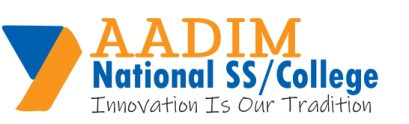 AADIM
National SS/College
Innovation Is Our Tradition